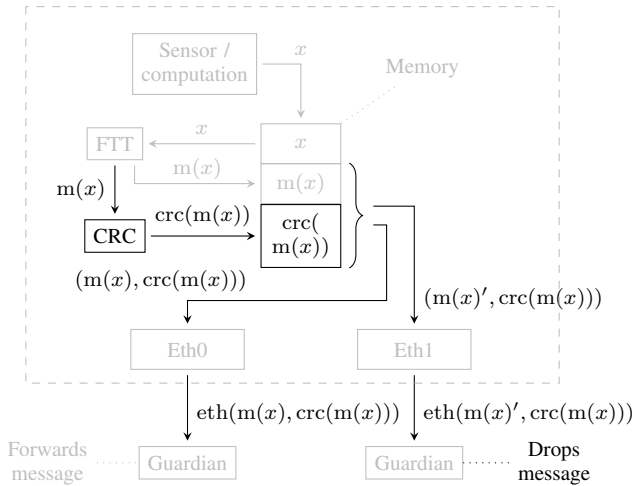 Sensor /
computation
x
Memory
x
x
FTT
m(x)
m(x)
m(x)
crc(m(x))
CRC
crc(
m(x))
(m(x), crc(m(x)))
(m(x)′, crc(m(x)))
Eth0
Eth1
eth(m(x), crc(m(x)))
eth(m(x)′, crc(m(x)))
Forwards
message
Guardian
Guardian
Drops
message